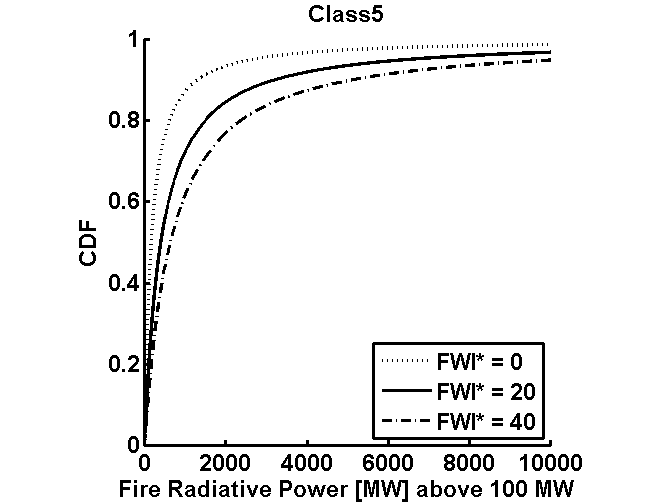 Class5
1
0.8
0.6
0.4
0.2
0
CDF
FWI* = 0
FWI* = 20
FWI* = 40
0 2000 4000 6000 8000 10000
Fire Radiative Power [MW] above 100 MW